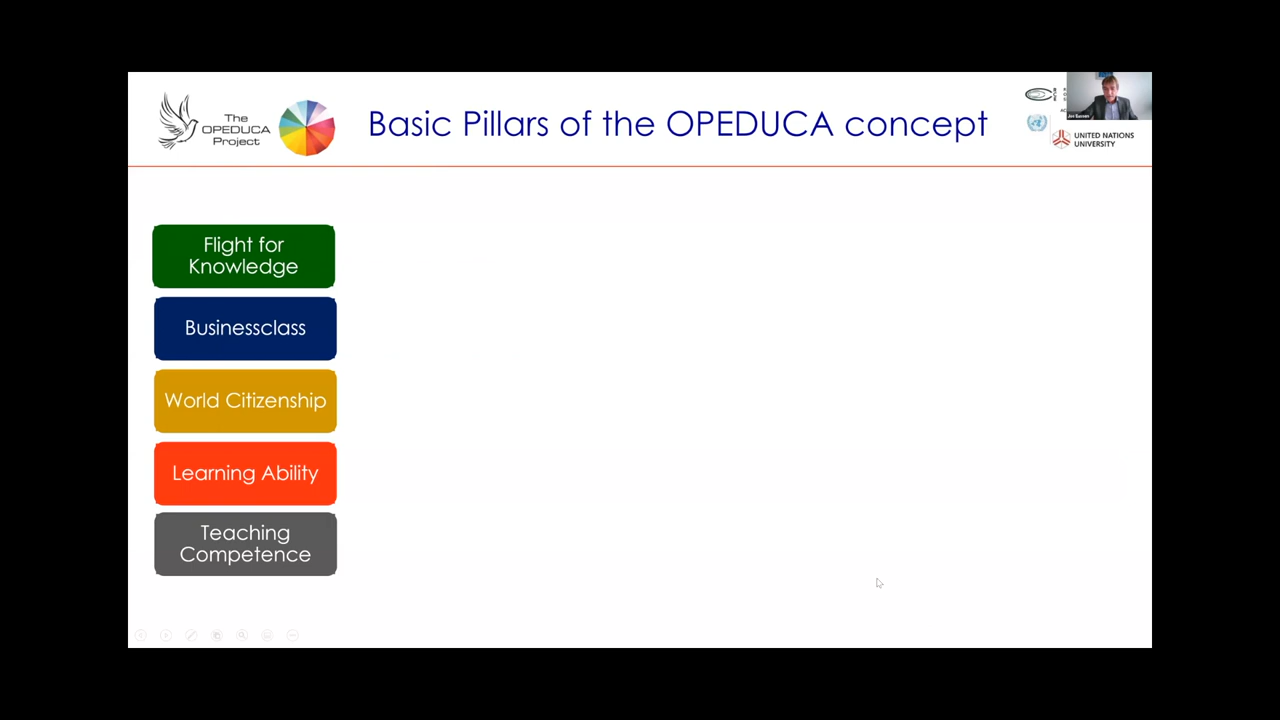 The
OPEDUCA
Project
Basic Pillars of the OPEDUCA concept
UNITED NATIONS
UNIVERSITY
Flight for
Knowledge
Businessclass
World Citizenship
Learning Ability
Teaching
Competence